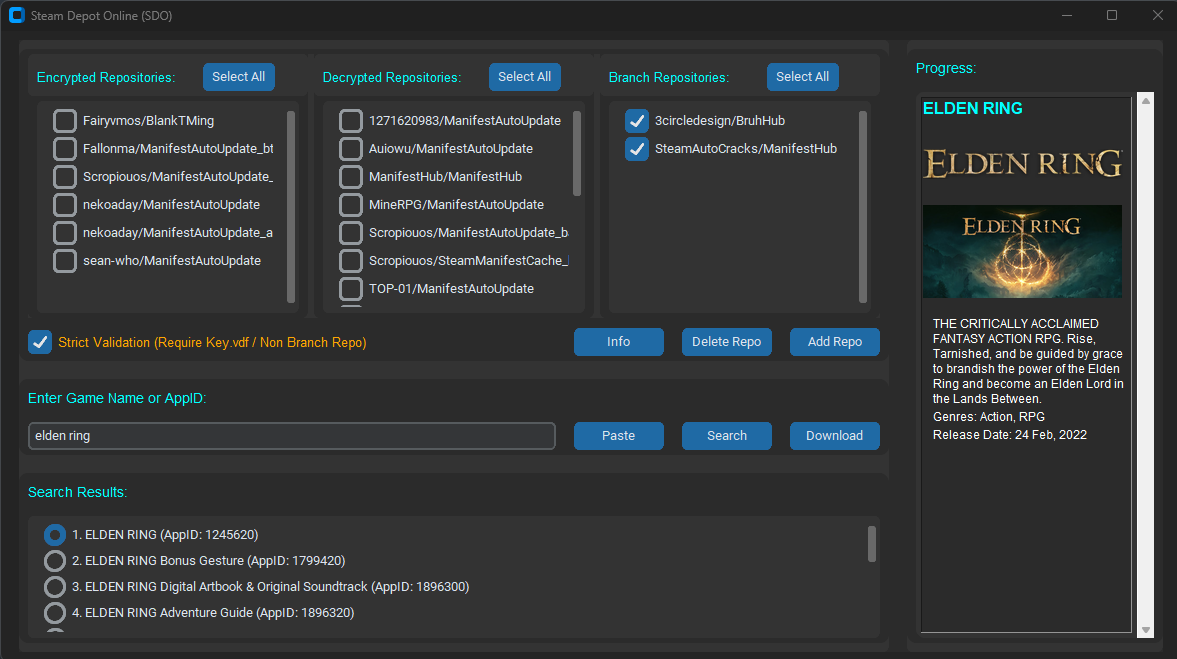 Steam Depot Online (SDO)
Encrypted Repositories:
Select All
Fairyvmos/BlankTMing
Fallonma/ManifestAutoUpdate_bt
Scropiouos/ManifestAutoUpdate_
nekoaday/ManifestAutoUpdate
nekoaday/ManifestAutoUpdate_a
sean-who/ManifestAutoUpdate
Decrypted Repositories:
Select All
1271620983/ManifestAutoUpdate
Auiowu/ManifestAutoUpdate
ManifestHub/ManifestHub
MineRPG/ManifestAutoUpdate
Scropiouos/ManifestAutoUpdate_b
Scropiouos/SteamManifestCache_
TOP-01/ManifestAutoUpdate
Branch Repositories:
Select All
3circledesign/BruhHub
SteamAutoCracks/ManifestHub
Strict Validation (Require Key.vdf / Non Branch Repo)
Info
Delete Repo
Add Repo
Enter Game Name or AppID:
elden ring
Paste
Search
Download
Search Results:
1. ELDEN RING (AppID: 1245620)
2. ELDEN RING Bonus Gesture (AppID: 1799420)
3. ELDEN RING Digital Artbook & Original Soundtrack (AppID: 1896300)
4. ELDEN RING Adventure Guide (AppID: 1896320)
Progress:
ELDEN RING
ELDEN RING
ELDEN RING
THE CRITICALLY ACCLAIMED
FANTASY ACTION RPG. Rise,
Tarnished, and be guided by grace
to brandish the power of the Elden
Ring and become an Elden Lord in
the Lands Between.
Genres: Action, RPG
Release Date: 24 Feb, 2022